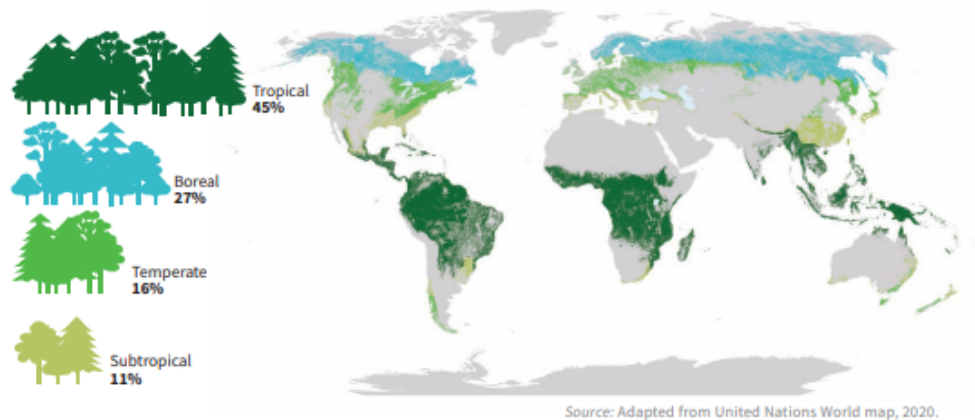 Tropical
45%
Boreal
27%
Temperate
16%
Subtropical
11%
Source: Adapted from United Nations World map, 2020.